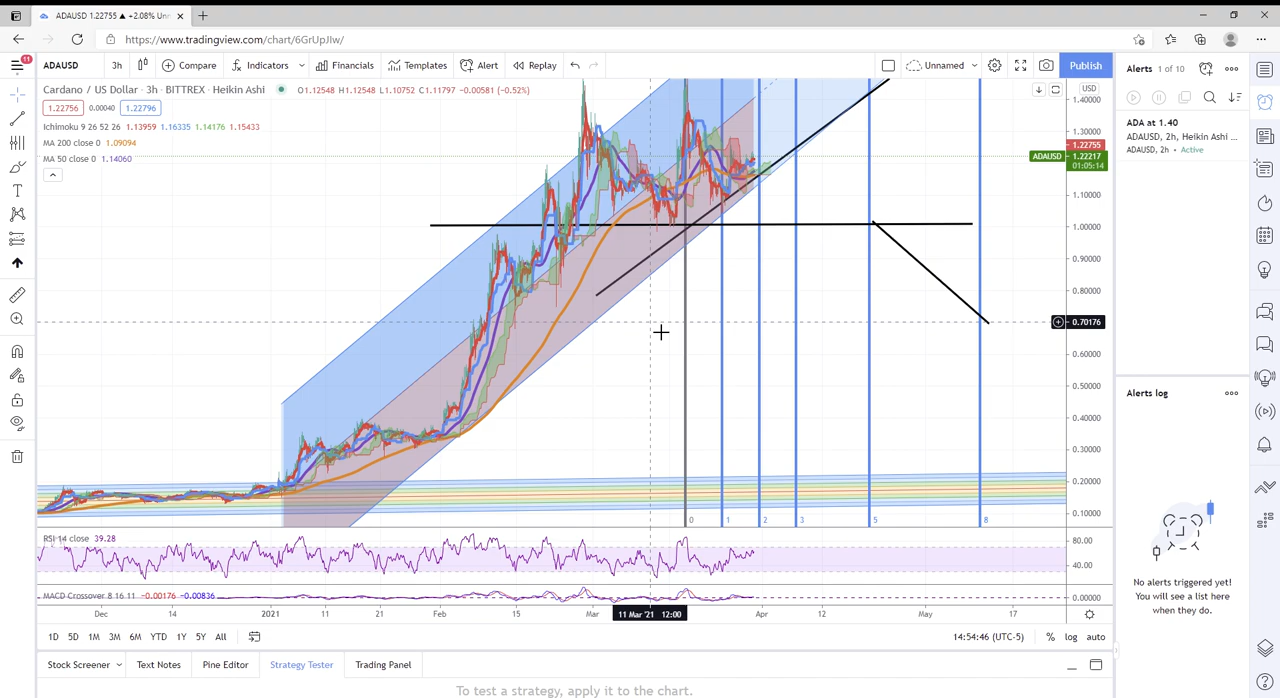 ADAUSD 1.22755 ▲ +2.08% Unn
https://www.tradingview.com/chart/6GrUpJIw/
11
ADAUSD 3h Compare Indicators Financials Templates Alert Replay Unnamed Publish
Cardano / US Dollar · 3h · BITTREX · Heikin Ashi O1.12548 H1.12548 L1.10752 C1.11797 −0.00581 (−0.52%)
1.22756 0.00040 1.22796
Ichimoku 9 26 52 26 1.13959 1.16335 1.14176 1.15433
MA 200 close 0 1.09094
MA 50 close 0 1.14060
USD
1.40000
1.30000
1.22755
ADAUSD 1.22217
01:05:14
1.10000
1.00000
0.90000
0.80000
0.70176
0.60000
0.50000
0.40000
0.30000
0.20000
0.10000
0 1 2 3 5 8
RSI 14 close 39.28
80.00
40.00
MACD Crossover 8 16 11 −0.00176 −0.00836
0.00000
Dec 14 2021 11 21 Feb 15 Mar 11 Mar '21 12:00 Apr 12 May 17
1D 5D 1M 3M 6M YTD 1Y 5Y All 14:54:46 (UTC-5) % log auto
Stock Screener Text Notes Pine Editor Strategy Tester Trading Panel
To test a strategy, apply it to the chart.
Alerts 1 of 10
ADA at 1.40
ADAUSD, 2h, Heikin Ashi ...
ADAUSD, 2h • Active
Alerts log
No alerts triggered yet!
You will see a list here
when they do.